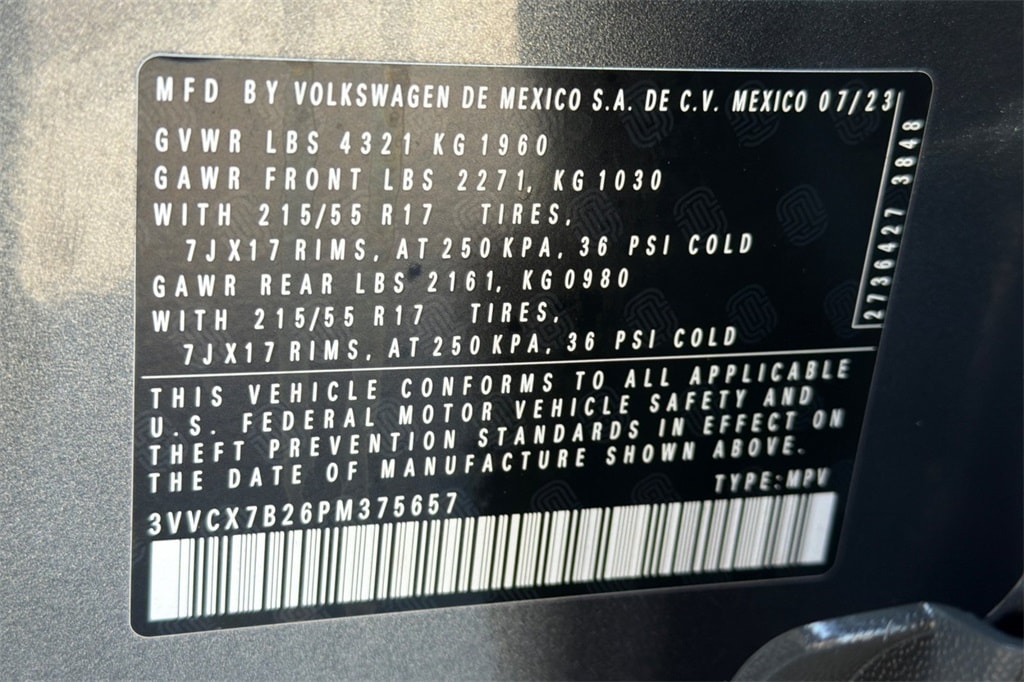 MFD BY VOLKSWAGEN DE MEXICO S.A. DE C.V. MEXICO 07/23
GVWR LBS 4321 KG 1960
GAWR FRONT LBS 2271, KG 1030
WITH 215/55 R17 TIRES,
7JX17 RIMS, AT 250 KPA, 36 PSI COLD
GAWR REAR LBS 2161, KG 0980
WITH 215/55 R17 TIRES,
7JX17 RIMS, AT 250 KPA, 36 PSI COLD
2736427 3848
THIS VEHICLE CONFORMS TO ALL APPLICABLE
U.S. FEDERAL MOTOR VEHICLE SAFETY AND
THEFT PREVENTION STANDARDS IN EFFECT ON
THE DATE OF MANUFACTURE SHOWN ABOVE.
TYPE:MPV
3VVCX7B26PM375657